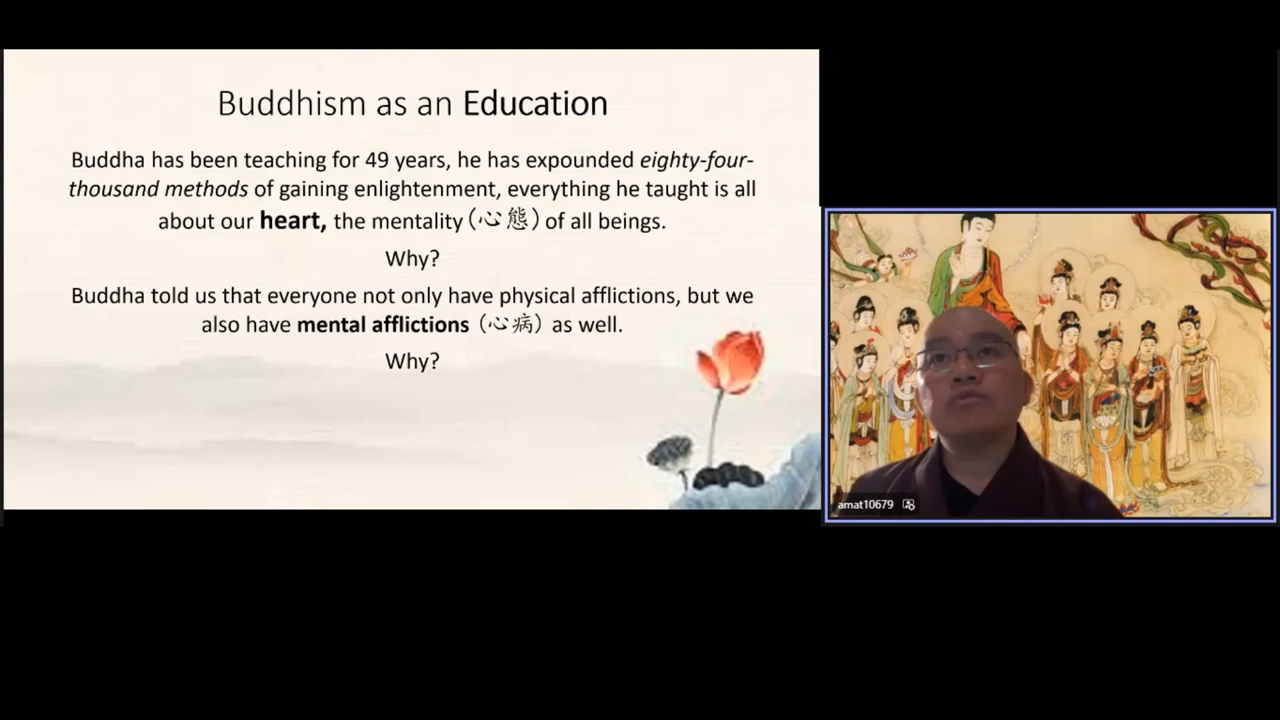 Buddhism as an Education
Buddha has been teaching for 49 years, he has expounded eighty-four-
thousand methods of gaining enlightenment, everything he taught is all
about our heart, the mentality（心態）of all beings.
Why?
Buddha told us that everyone not only have physical afflictions, but we
also have mental afflictions（心病）as well.
Why?
amat10679